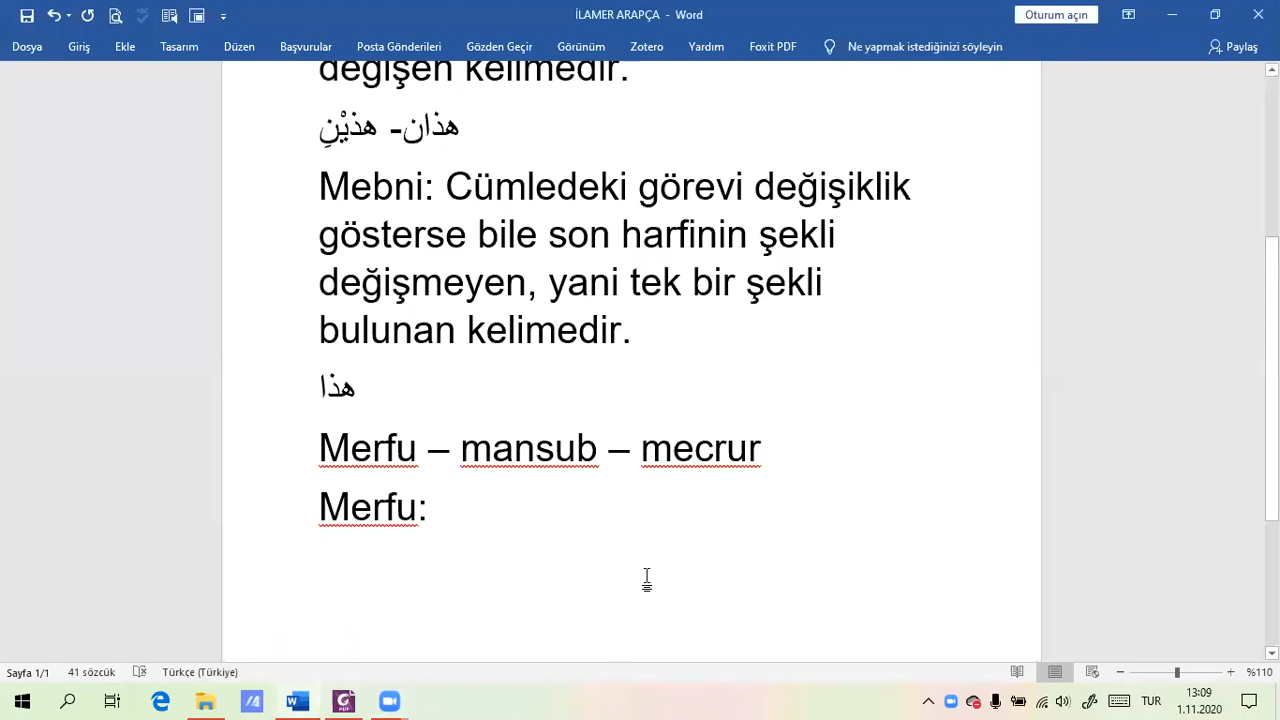 İLAMER ARAPÇA - Word
Oturum açın
Dosya Giriş Ekle Tasarım Düzen Başvurular Posta Gönderileri Gözden Geçir Görünüm Zotero Yardım Foxit PDF Ne yapmak istediğinizi söyleyin Paylaş
değişen kelimedir.
هذان- هذيْنِ
Mebni: Cümledeki görevi değişiklik
gösterse bile son harfinin şekli
değişmeyen, yani tek bir şekli
bulunan kelimedir.
هذا
Merfu – mansub – mecrur
Merfu:
Sayfa 1/1 41 sözcük Türkçe (Türkiye) %110
TUR 13:09
1.11.2020